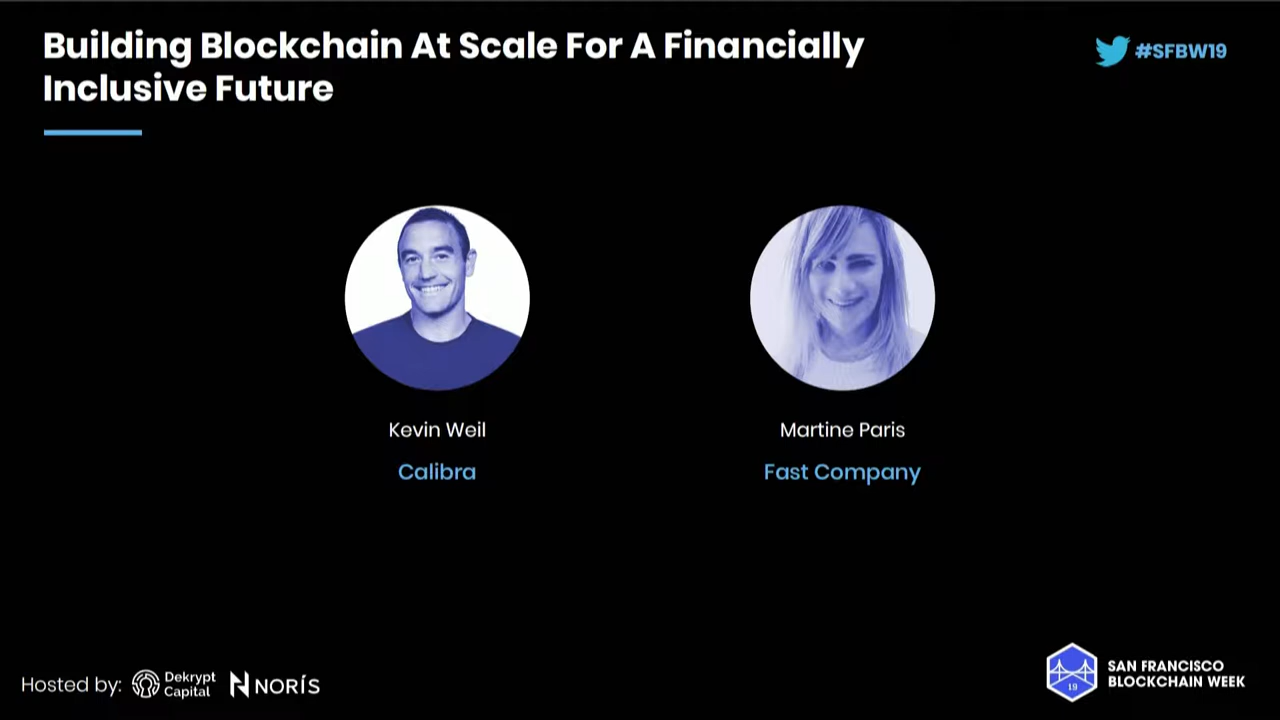 Building Blockchain At Scale For A Financially
Inclusive Future
#SFBW19
Kevin Weil
Calibra
Martine Paris
Fast Company
Hosted by:
Dekrypt
Capital
NORÍS
19
SAN FRANCISCO
BLOCKCHAIN WEEK